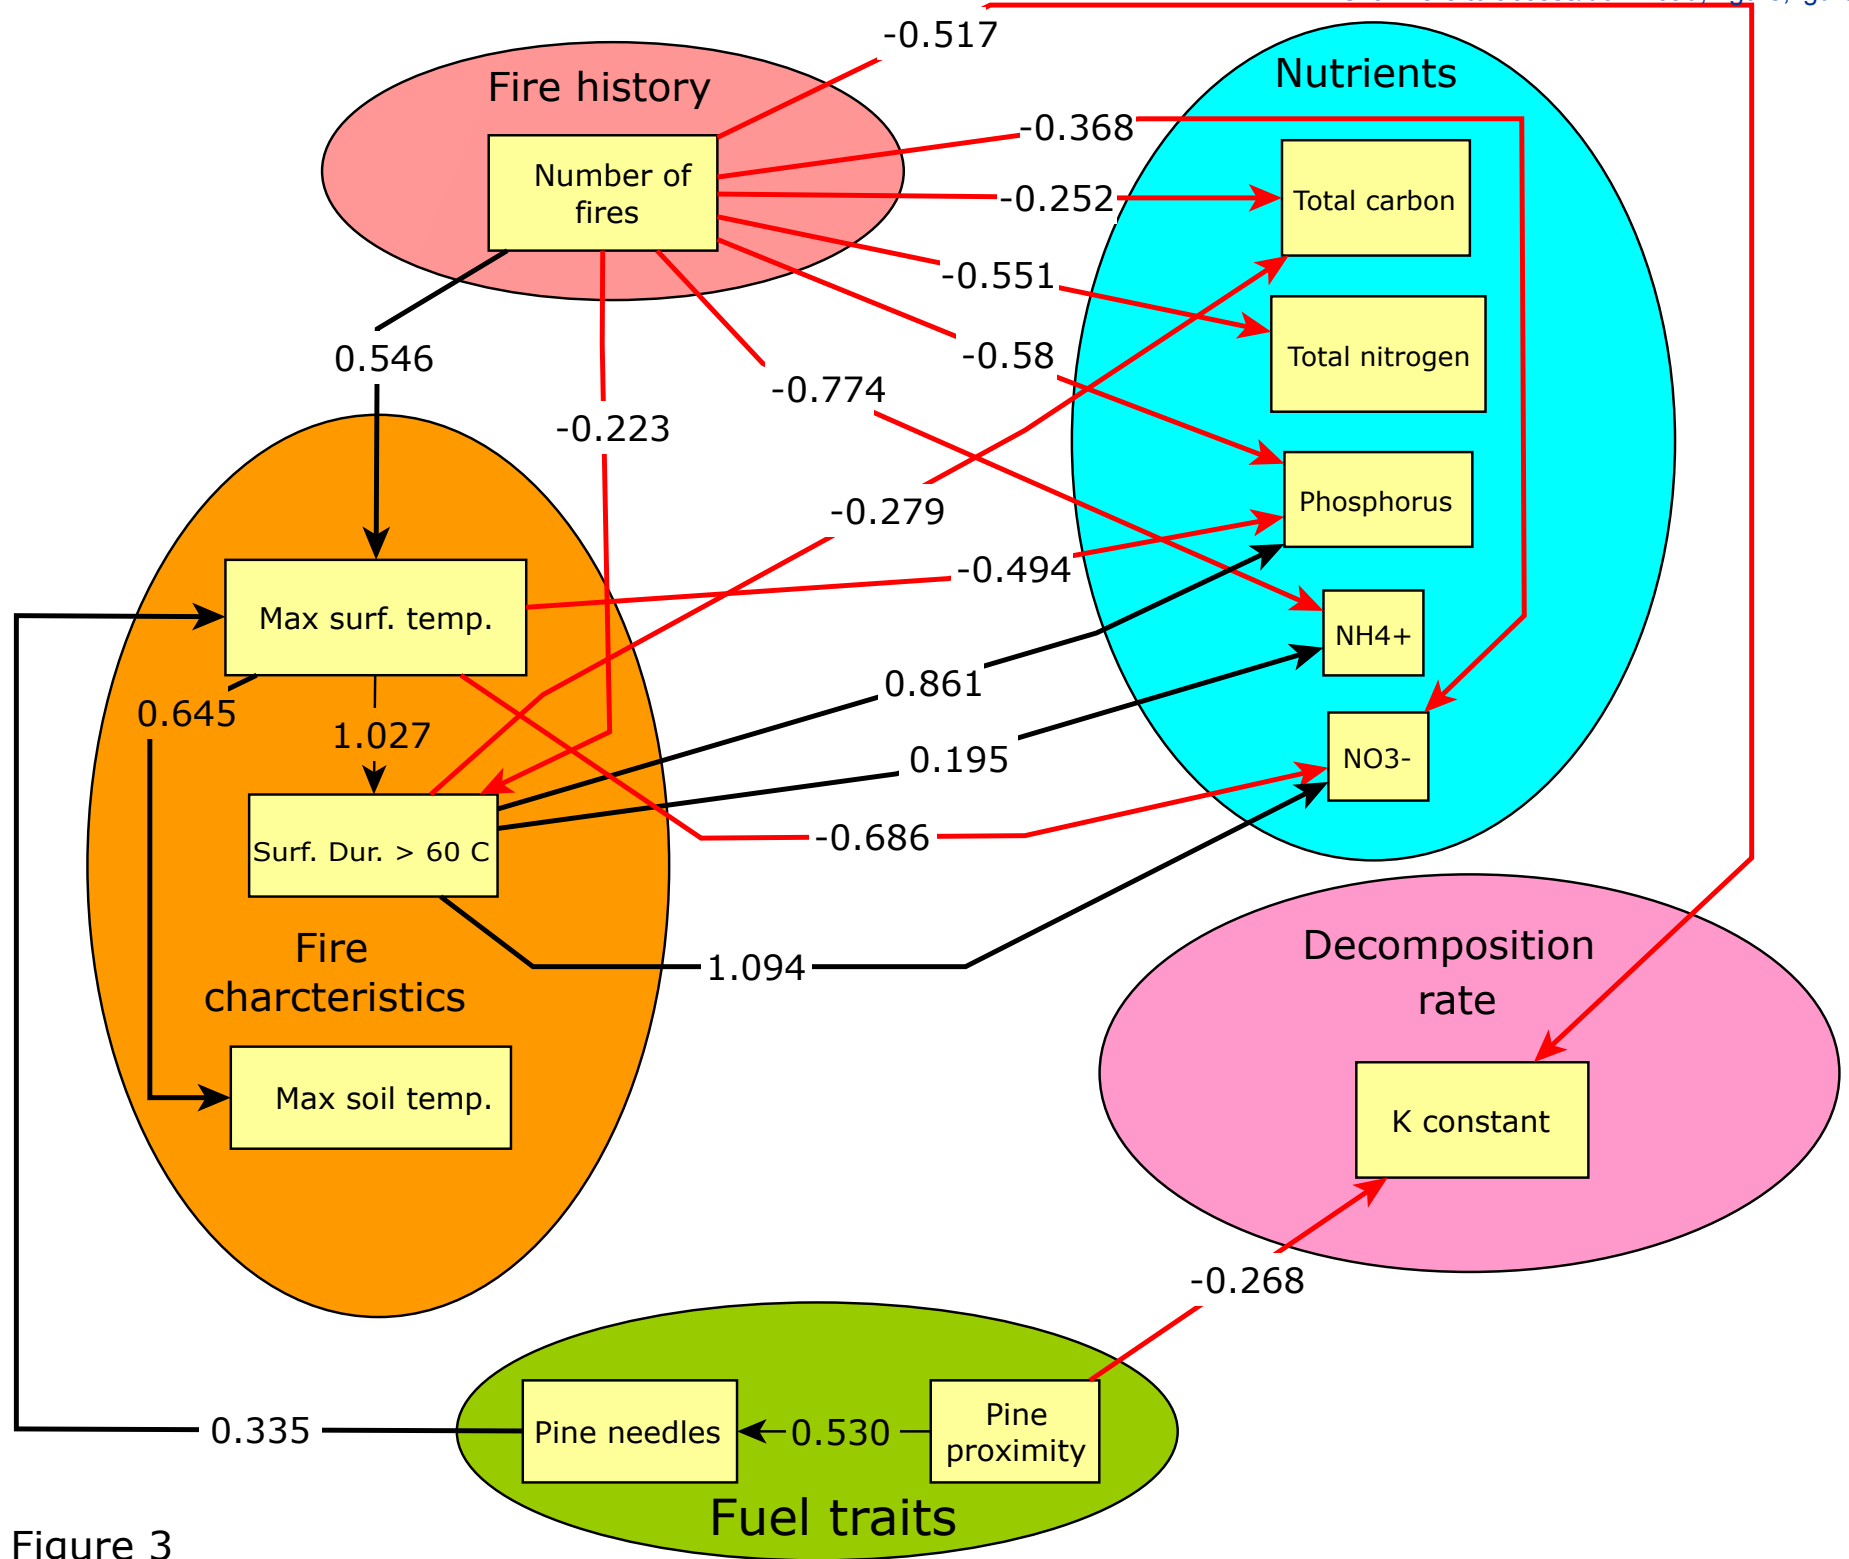 -0.517
Fire history
Nutrients
-0.368
Number of
fires
-0.252
Total carbon
-0.551
0.546
-0.58
Total nitrogen
-0.774
-0.223
-0.279
Phosphorus
-0.494
Max surf. temp.
NH4+
0.861
0.645
1.027
0.195
NO3-
-0.686
Surf. Dur. > 60 C
Fire
charcteristics
1.094
Decomposition
rate
Max soil temp.
K constant
-0.268
0.335
Pine needles
0.530
Pine
proximity
Fuel traits
Figure 3